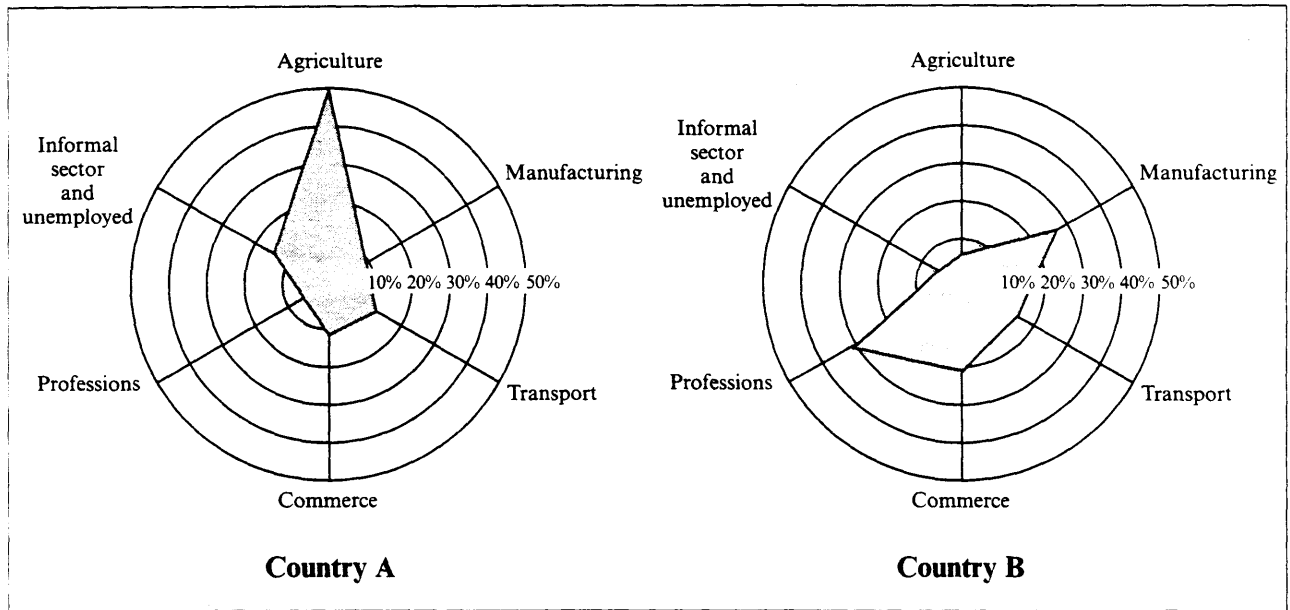 Agriculture
Informal
sector
and
unemployed
Manufacturing
10% 20% 30% 40% 50%
Professions
Transport
Commerce
Country A
Agriculture
Informal
sector
and
unemployed
Manufacturing
10% 20% 30% 40% 50%
Professions
Transport
Commerce
Country B